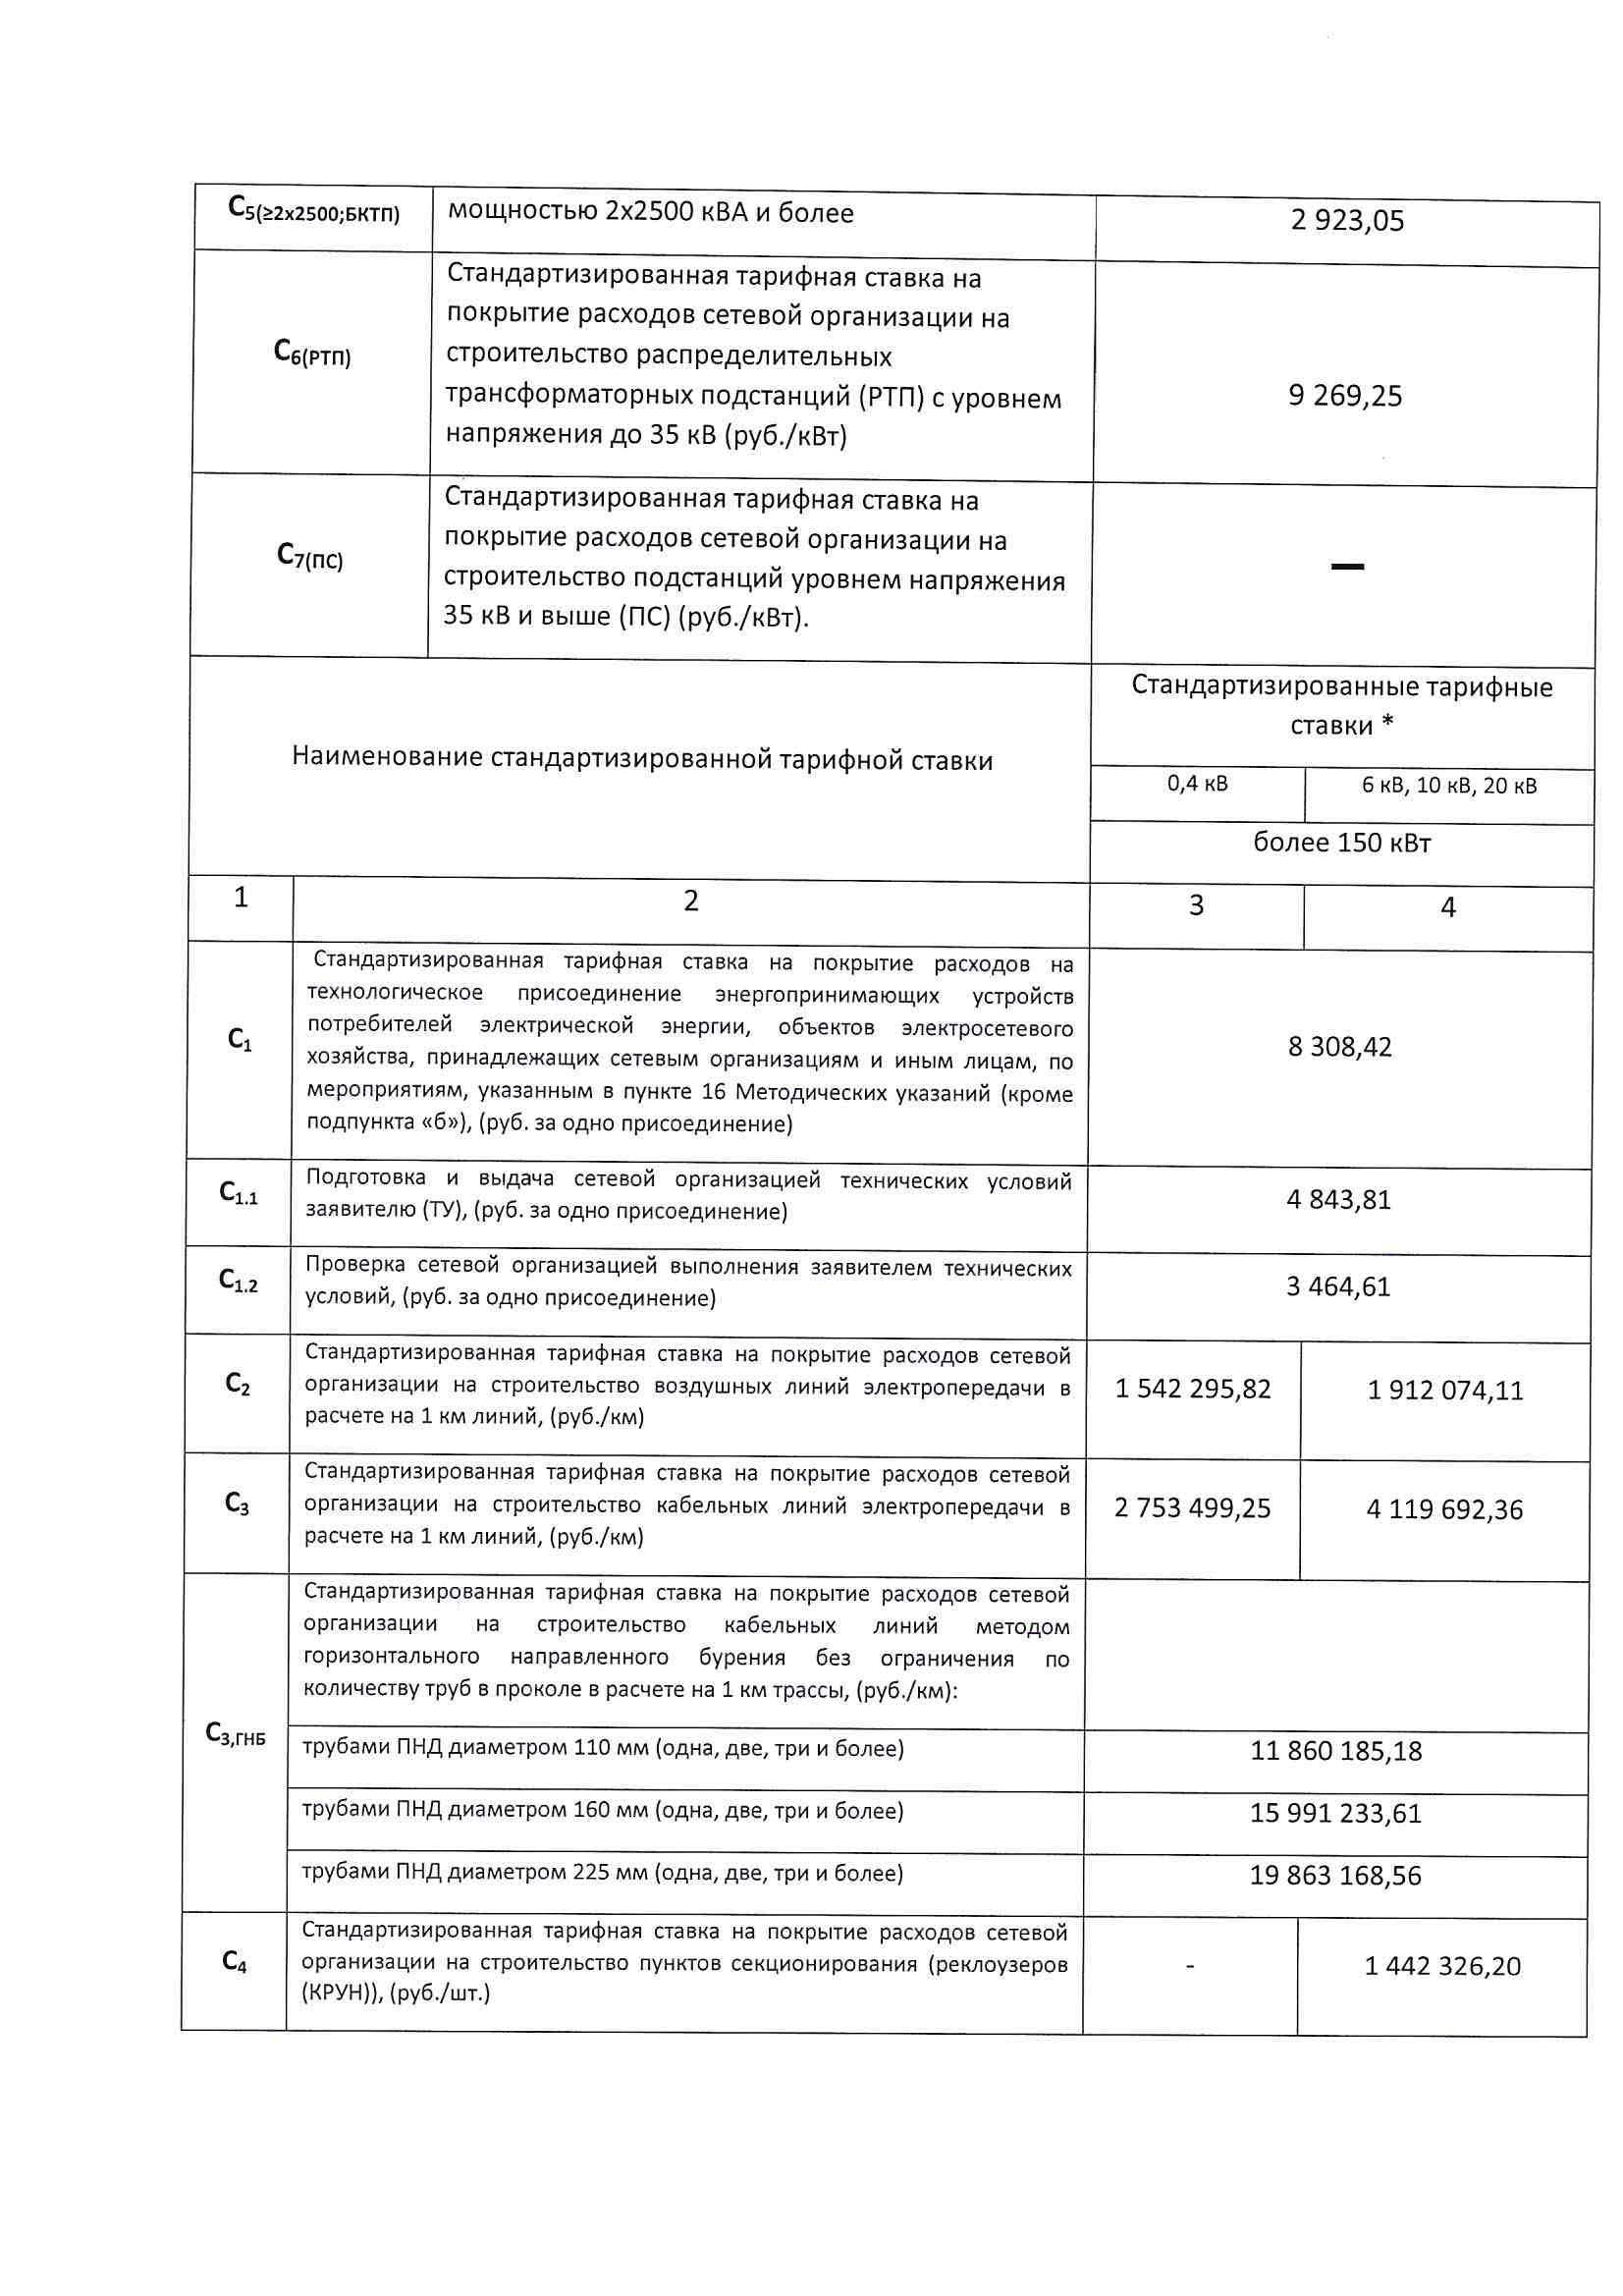 С5(≥2х2500;БКТП)
мощностью 2х2500 кВА и более
2 923,05
С6(РТП)
Стандартизированная тарифная ставка на
покрытие расходов сетевой организации на
строительство распределительных
трансформаторных подстанций (РТП) с уровнем
напряжения до 35 кВ (руб./кВт)
9 269,25
С7(ПС)
Стандартизированная тарифная ставка на
покрытие расходов сетевой организации на
строительство подстанций уровнем напряжения
35 кВ и выше (ПС) (руб./кВт).
–
Наименование стандартизированной тарифной ставки
Стандартизированные тарифные
ставки *
0,4 кВ
6 кВ, 10 кВ, 20 кВ
более 150 кВт
1
2
3
4
С1
Стандартизированная тарифная ставка на покрытие расходов на
технологическое присоединение энергопринимающих устройств
потребителей электрической энергии, объектов электросетевого
хозяйства, принадлежащих сетевым организациям и иным лицам, по
мероприятиям, указанным в пункте 16 Методических указаний (кроме
подпункта «б»), (руб. за одно присоединение)
8 308,42
С1.1
Подготовка и выдача сетевой организацией технических условий
заявителю (ТУ), (руб. за одно присоединение)
4 843,81
С1.2
Проверка сетевой организацией выполнения заявителем технических
условий, (руб. за одно присоединение)
3 464,61
С2
Стандартизированная тарифная ставка на покрытие расходов сетевой
организации на строительство воздушных линий электропередачи в
расчете на 1 км линий, (руб./км)
1 542 295,82
1 912 074,11
С3
Стандартизированная тарифная ставка на покрытие расходов сетевой
организации на строительство кабельных линий электропередачи в
расчете на 1 км линий, (руб./км)
2 753 499,25
4 119 692,36
С3,ГНБ
Стандартизированная тарифная ставка на покрытие расходов сетевой
организации на строительство кабельных линий методом
горизонтального направленного бурения без ограничения по
количеству труб в проколе в расчете на 1 км трассы, (руб./км):
трубами ПНД диаметром 110 мм (одна, две, три и более)
11 860 185,18
трубами ПНД диаметром 160 мм (одна, две, три и более)
15 991 233,61
трубами ПНД диаметром 225 мм (одна, две, три и более)
19 863 168,56
С4
Стандартизированная тарифная ставка на покрытие расходов сетевой
организации на строительство пунктов секционирования (реклоузеров
(КРУН)), (руб./шт.)
-
1 442 326,20